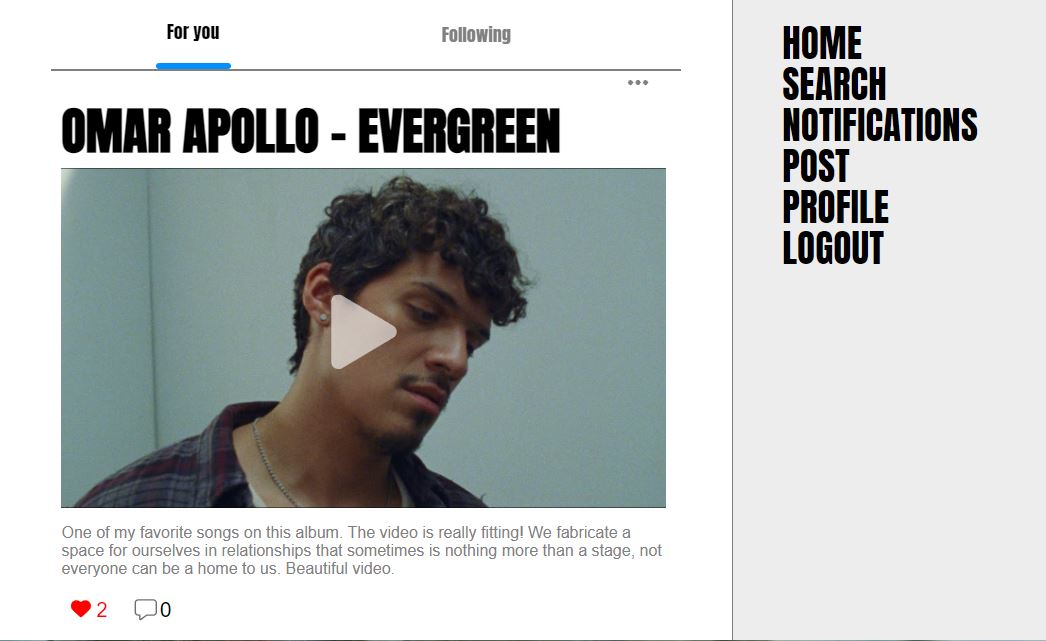 For you
Following
OMAR APOLLO - EVERGREEN
One of my favorite songs on this album. The video is really fitting! We fabricate a
space for ourselves in relationships that sometimes is nothing more than a stage, not
everyone can be a home to us. Beautiful video.
2
0
HOME
SEARCH
NOTIFICATIONS
POST
PROFILE
LOGOUT